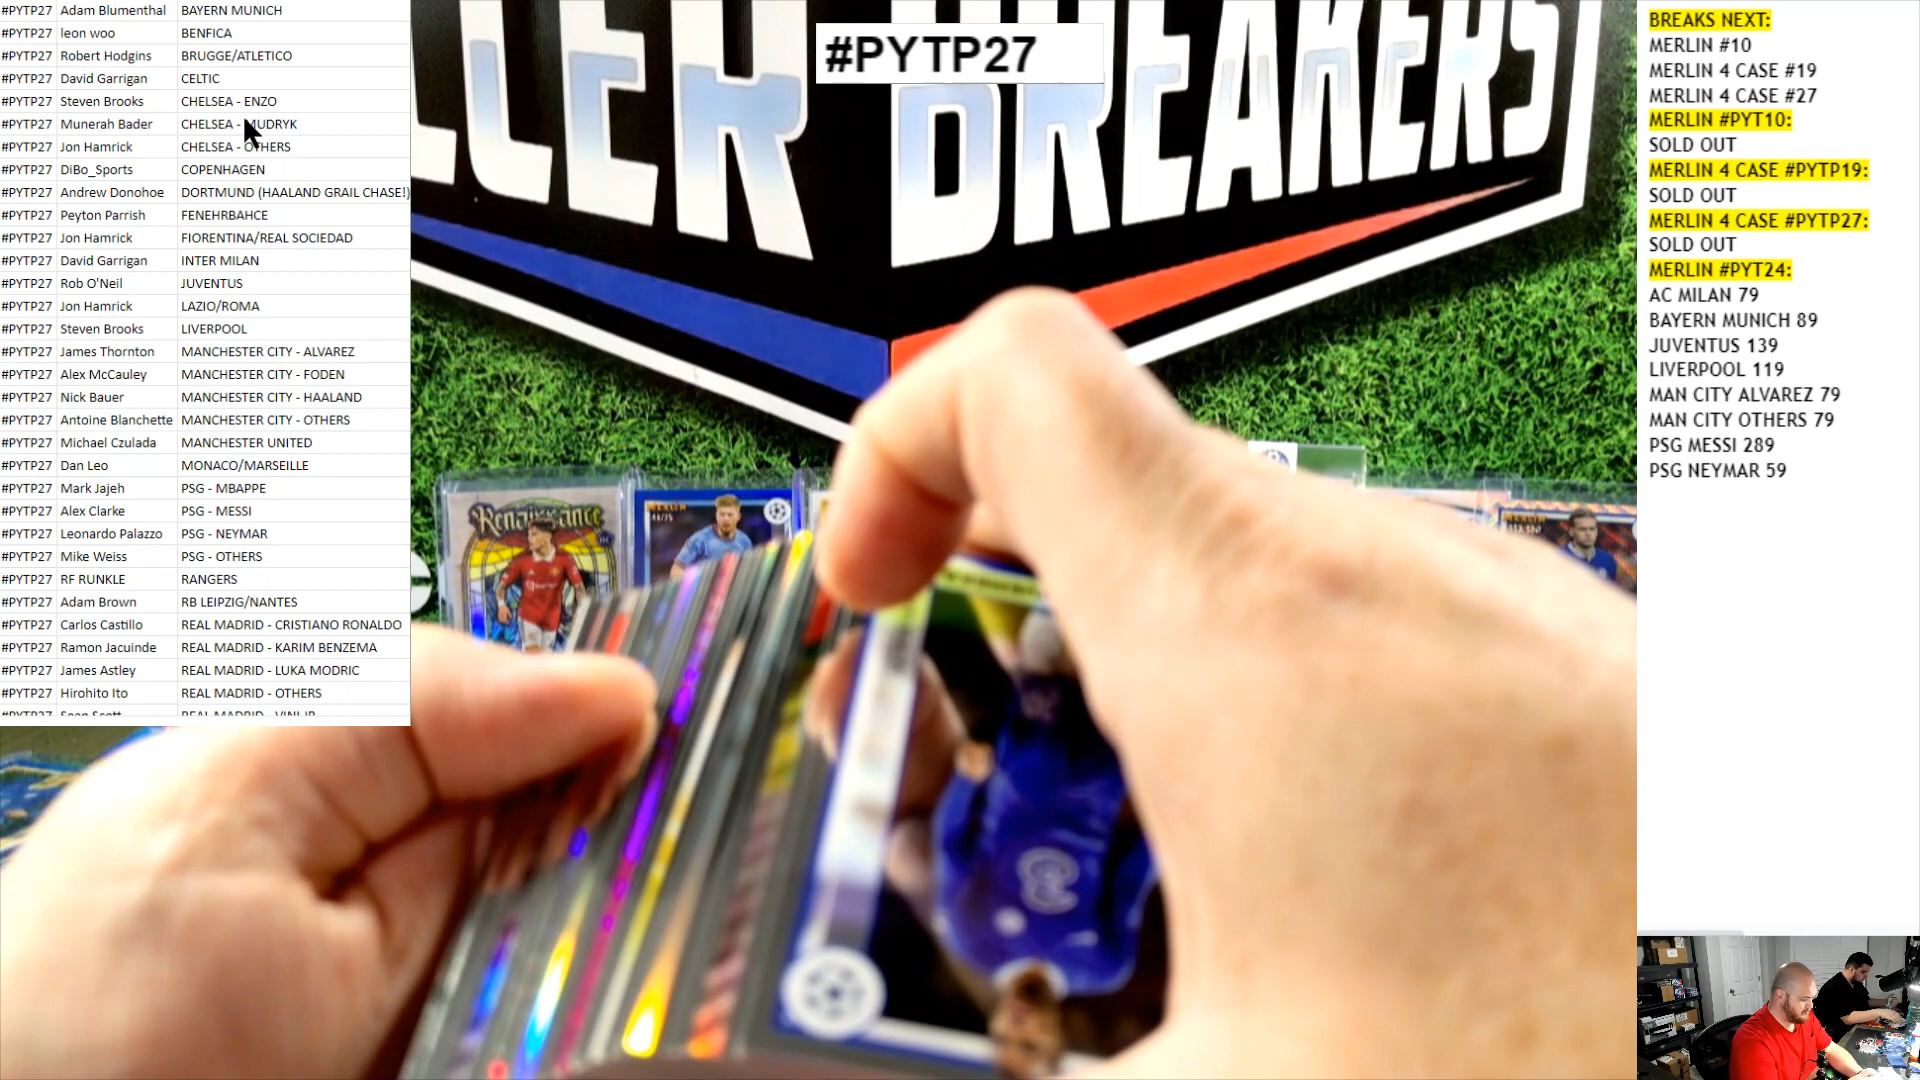 #PYTP27 Adam Blumenthal BAYERN MUNICH
#PYTP27 leon woo BENFICA
#PYTP27 Robert Hodgins BRUGGE/ATLETICO
#PYTP27 David Garrigan CELTIC
#PYTP27 Steven Brooks CHELSEA - ENZO
#PYTP27 Munerah Bader CHELSEA - MUDRYK
#PYTP27 Jon Hamrick CHELSEA - OTHERS
#PYTP27 DiBo_Sports COPENHAGEN
#PYTP27 Andrew Donohoe DORTMUND (HAALAND GRAIL CHASE!)
#PYTP27 Peyton Parrish FENEHRBAHCE
#PYTP27 Jon Hamrick FIORENTINA/REAL SOCIEDAD
#PYTP27 David Garrigan INTER MILAN
#PYTP27 Rob O'Neil JUVENTUS
#PYTP27 Jon Hamrick LAZIO/ROMA
#PYTP27 Steven Brooks LIVERPOOL
#PYTP27 James Thornton MANCHESTER CITY - ALVAREZ
#PYTP27 Alex McCauley MANCHESTER CITY - FODEN
#PYTP27 Nick Bauer MANCHESTER CITY - HAALAND
#PYTP27 Antoine Blanchette MANCHESTER CITY - OTHERS
#PYTP27 Michael Czulada MANCHESTER UNITED
#PYTP27 Dan Leo MONACO/MARSEILLE
#PYTP27 Mark Jajeh PSG - MBAPPE
#PYTP27 Alex Clarke PSG - MESSI
#PYTP27 Leonardo Palazzo PSG - NEYMAR
#PYTP27 Mike Weiss PSG - OTHERS
#PYTP27 RF RUNKLE RANGERS
#PYTP27 Adam Brown RB LEIPZIG/NANTES
#PYTP27 Carlos Castillo REAL MADRID - CRISTIANO RONALDO
#PYTP27 Ramon Jacuinde REAL MADRID - KARIM BENZEMA
#PYTP27 James Astley REAL MADRID - LUKA MODRIC
#PYTP27 Hirohito Ito REAL MADRID - OTHERS
#PYTP27 Sean Scott REAL MADRID - VINI JR
#PYTP27
BREAKERS
Renaissance
BREAKS NEXT:
MERLIN #10
MERLIN 4 CASE #19
MERLIN 4 CASE #27
MERLIN #PYT10:
SOLD OUT
MERLIN 4 CASE #PYTP19:
SOLD OUT
MERLIN 4 CASE #PYTP27:
SOLD OUT
MERLIN #PYT24:
AC MILAN 79
BAYERN MUNICH 89
JUVENTUS 139
LIVERPOOL 119
MAN CITY ALVAREZ 79
MAN CITY OTHERS 79
PSG MESSI 289
PSG NEYMAR 59